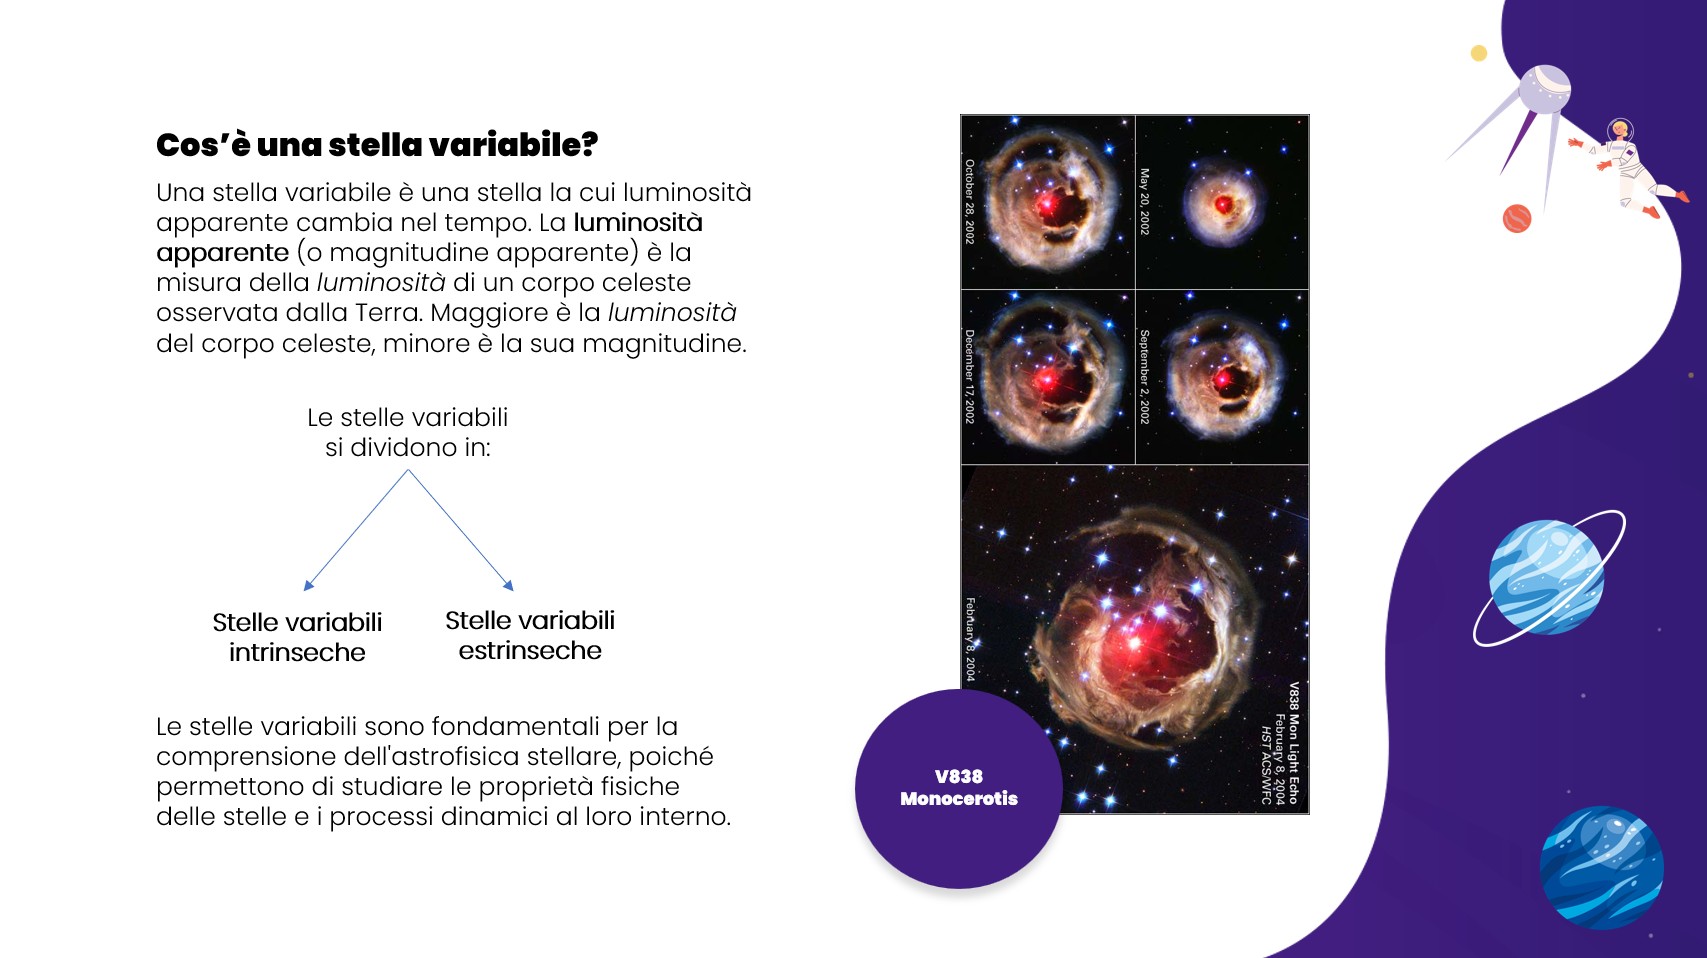 Cos’è una stella variabile?
Una stella variabile è una stella la cui luminosità
apparente cambia nel tempo. La luminosità
apparente (o magnitudine apparente) è la
misura della luminosità di un corpo celeste
osservata dalla Terra. Maggiore è la luminosità
del corpo celeste, minore è la sua magnitudine.
Le stelle variabili
si dividono in:
Stelle variabili
intrinseche
Stelle variabili
estrinseche
Le stelle variabili sono fondamentali per la
comprensione dell'astrofisica stellare, poiché
permettono di studiare le proprietà fisiche
delle stelle e i processi dinamici al loro interno.
October 28, 2002
May 20, 2002
December 17, 2002
September 2, 2002
February 8, 2004
V838 Mon Light Echo
February 8, 2004
HST ACS/WFC
V838
Monocerotis